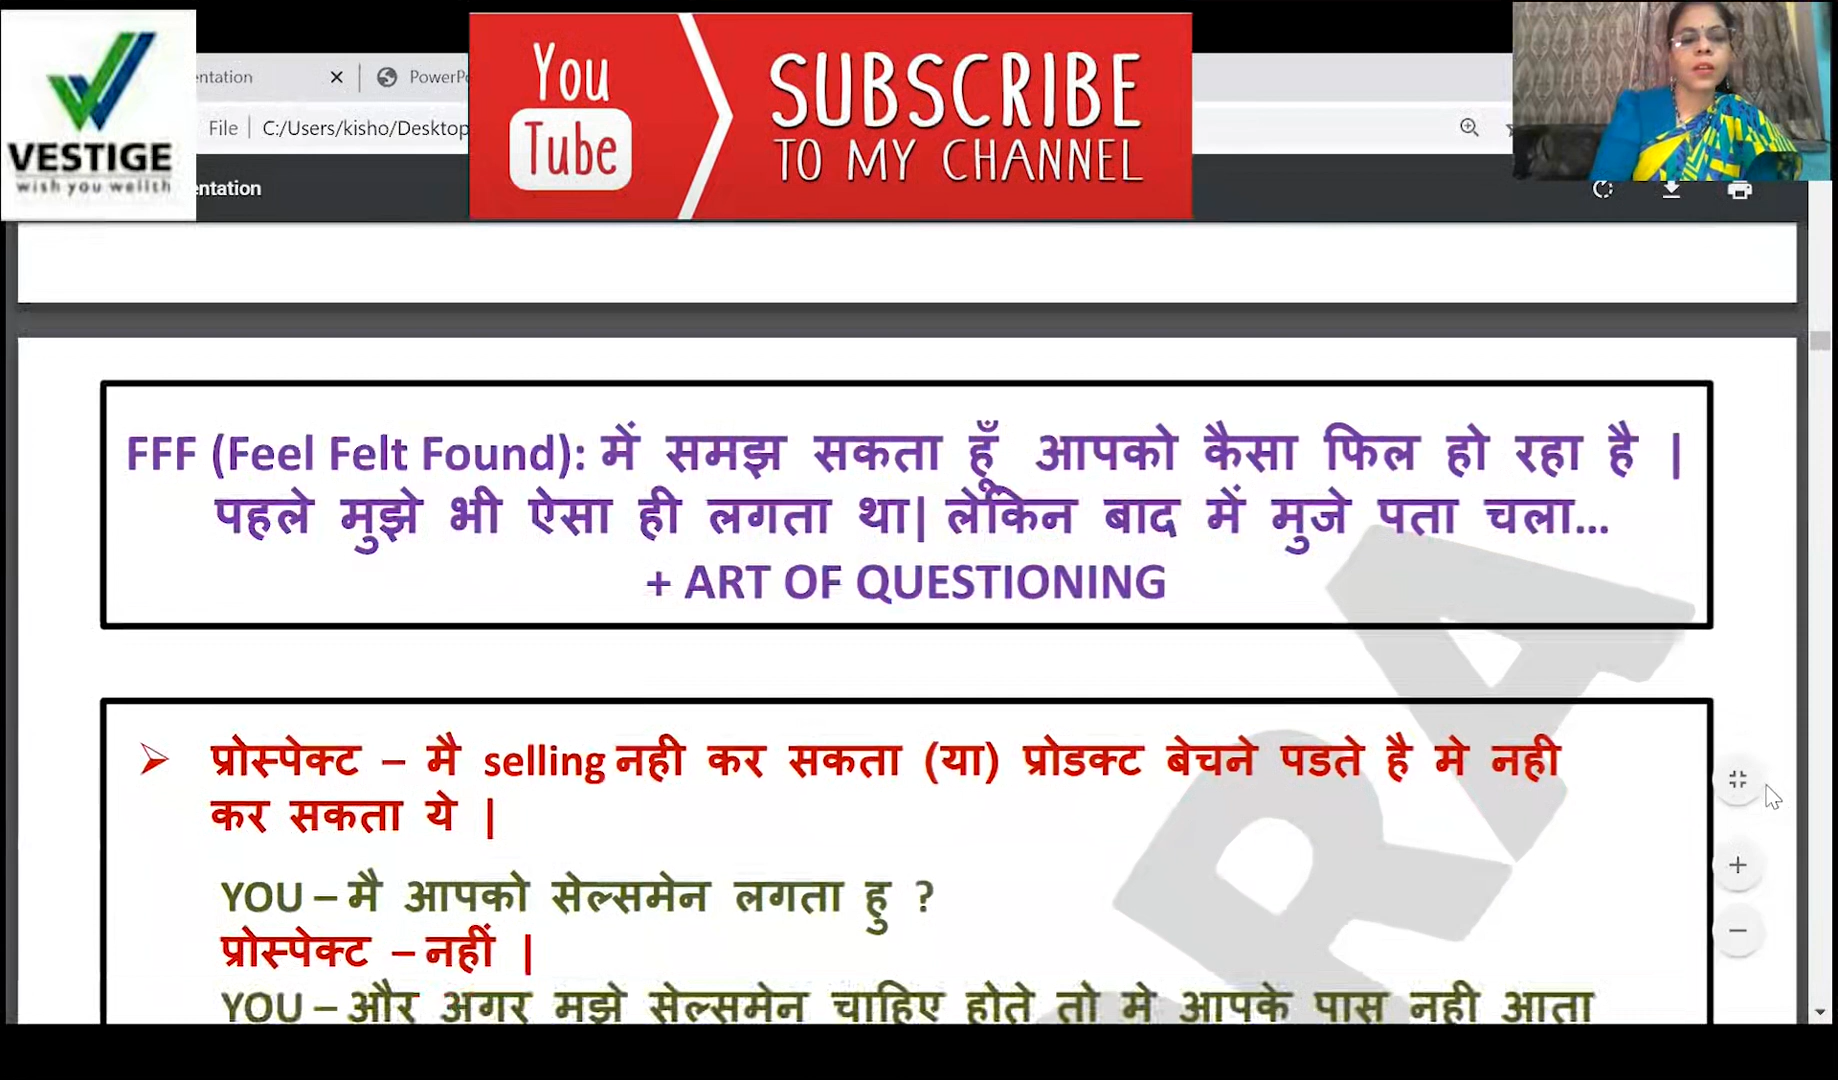 VESTIGE
wish you wellth
entation
PowerP
File
C:/Users/kisho/Desktop
entation
You
Tube
SUBSCRIBE
TO MY CHANNEL
FFF (Feel Felt Found): में समझ सकता हूँ आपको कैसा फिल हो रहा है |
पहले मुझे भी ऐसा ही लगता था| लेकिन बाद में मुजे पता चला...
+ ART OF QUESTIONING
प्रोस्पेक्ट – मै selling नही कर सकता (या) प्रोडक्ट बेचने पडते है मे नही
कर सकता ये |
YOU – मै आपको सेल्समेन लगता हु ?
प्रोस्पेक्ट – नहीं |
YOU – और अगर मझे सेल्समेन चाहिए होते तो मे आपके पास नही आता
RA